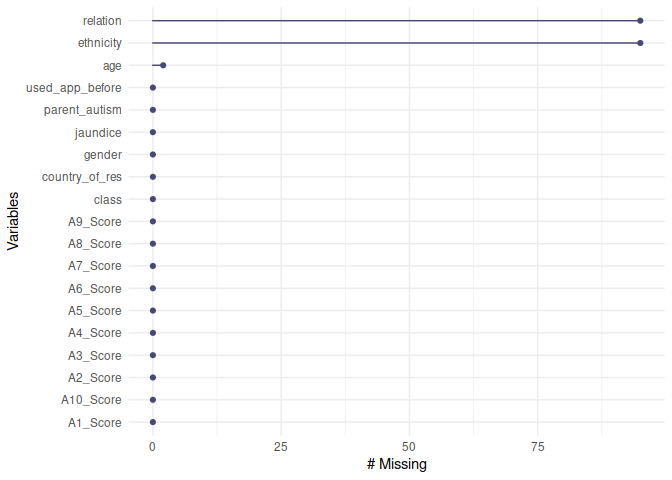 relation
ethnicity
age
used_app_before
parent_autism
jaundice
gender
country_of_res
class
A9_Score
A8_Score
A7_Score
A6_Score
A5_Score
A4_Score
A3_Score
A2_Score
A10_Score
A1_Score
Variables
0 25 50 75
# Missing